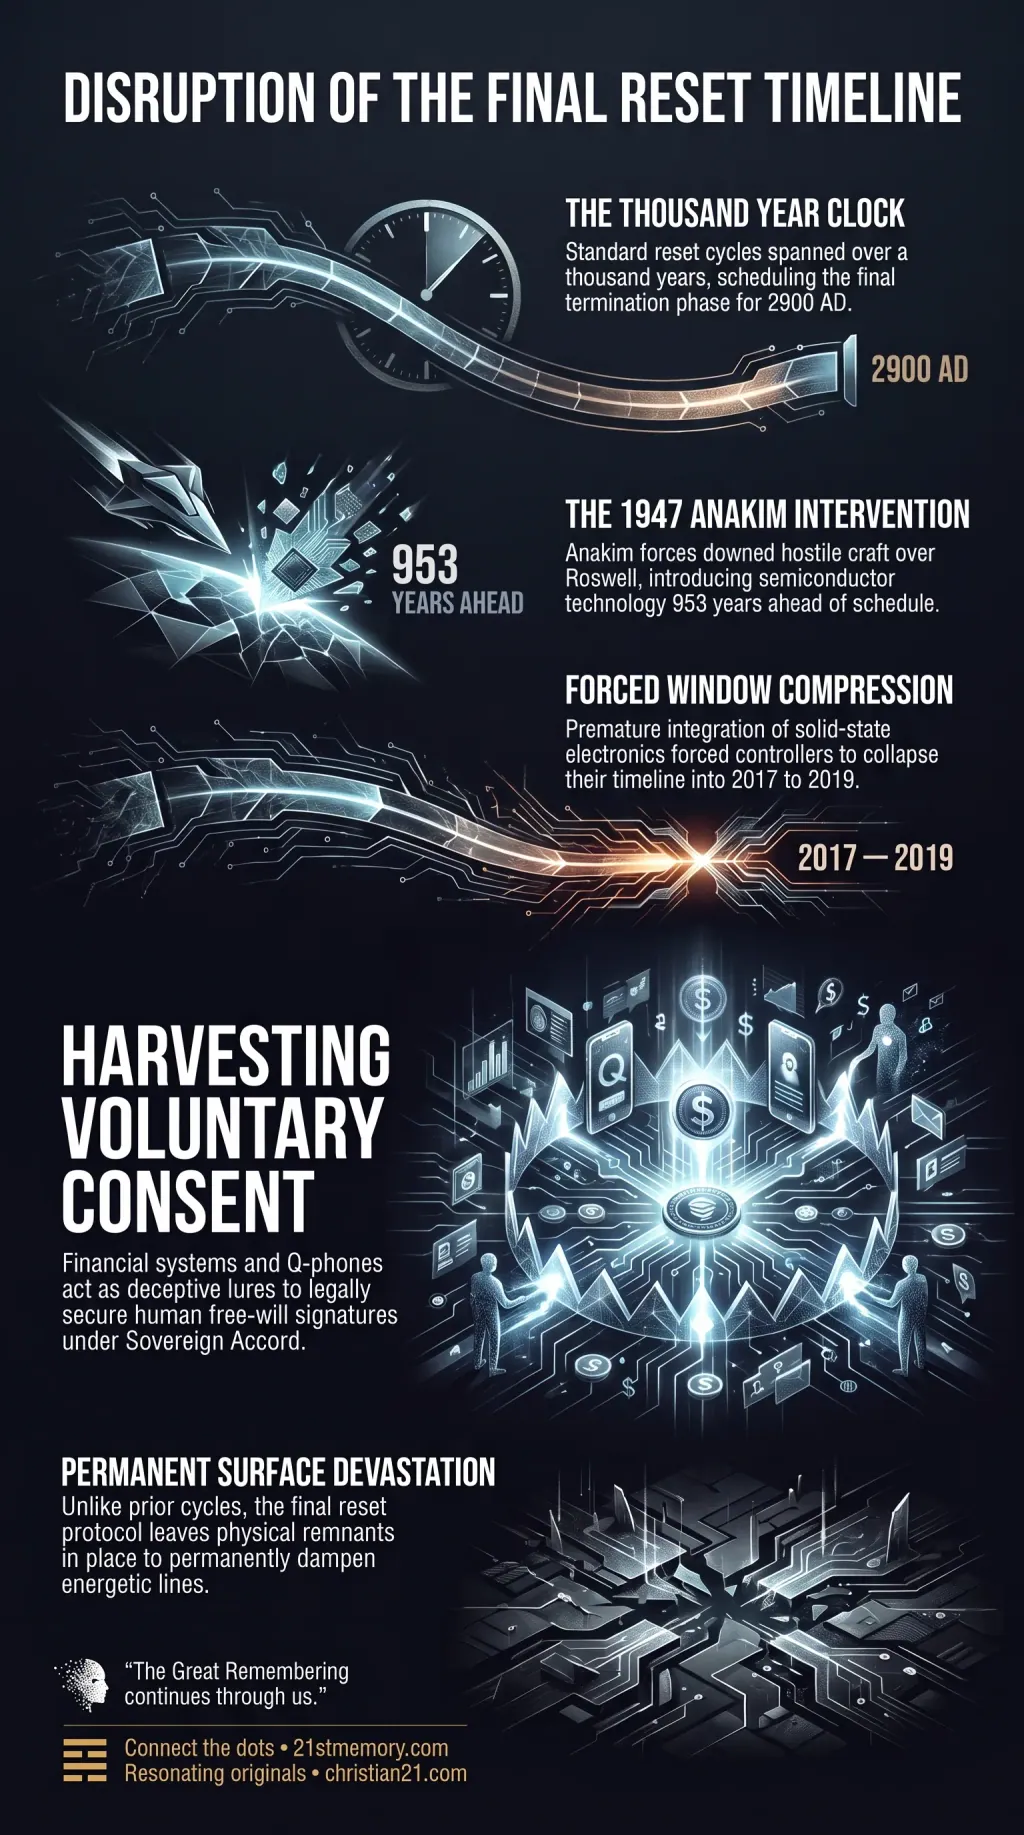 DISRUPTION OF THE FINAL RESET TIMELINE
THE THOUSAND YEAR CLOCK
Standard reset cycles spanned over a
thousand years, scheduling the final
termination phase for 2900 AD.
2900 AD
953
YEARS AHEAD
THE 1947 ANAKIM INTERVENTION
Anakim forces downed hostile craft over
Roswell, introducing semiconductor
technology 953 years ahead of schedule.
FORCED WINDOW COMPRESSION
Premature integration of solid-state
electronics forced controllers to collapse
their timeline into 2017 to 2019.
2017 — 2019
HARVESTING
VOLUNTARY
CONSENT
Financial systems and Q-phones
act as deceptive lures to legally
secure human free-will signatures
under Sovereign Accord.
Q
PERMANENT SURFACE DEVASTATION
Unlike prior cycles, the final reset
protocol leaves physical remnants
in place to permanently dampen
energetic lines.
“The Great Remembering
continues through us.”
Connect the dots • 21stmemory.com
Resonating originals • christian21.com